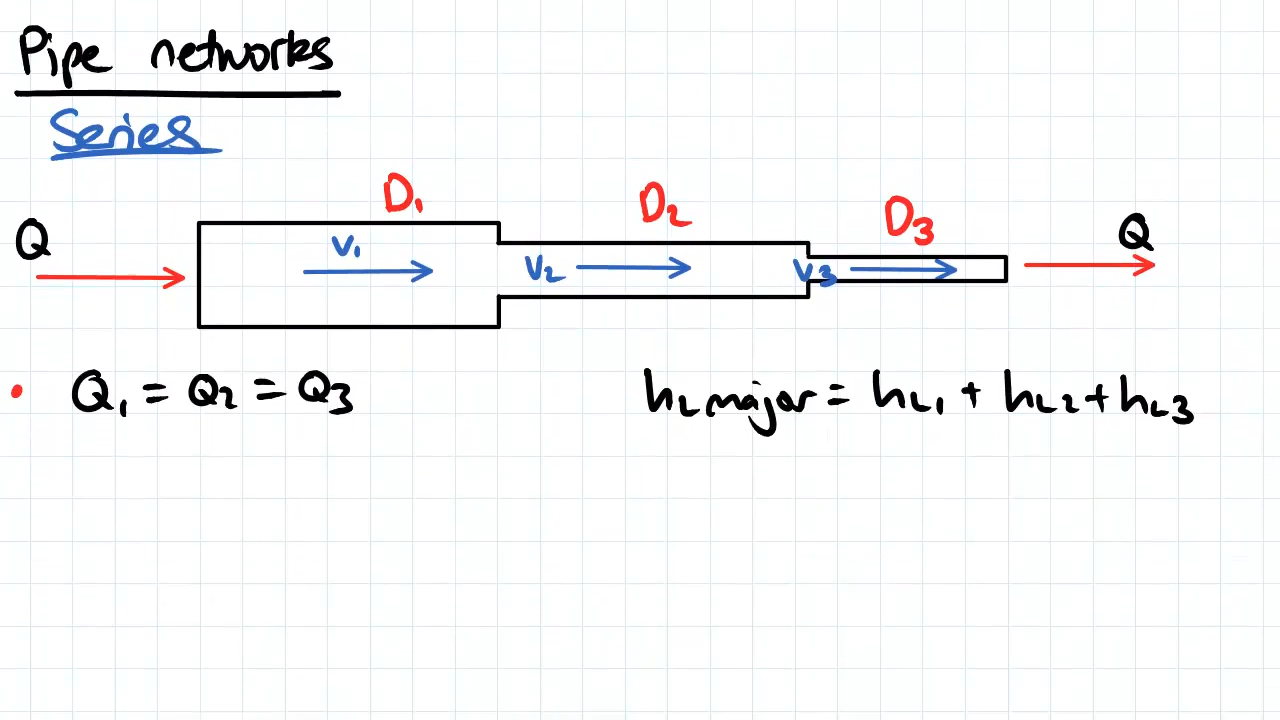 Pipe networks
Series
D₁ D₂ D₃
Q V₁ V₂ V₃ Q
• Q₁ = Q₂ = Q₃ hL major = hL1 + hL2 + hL3